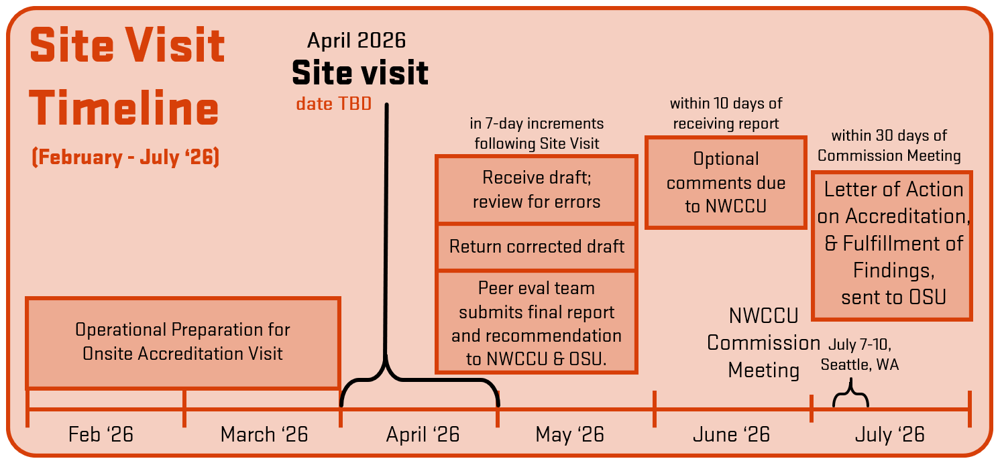 Site Visit
Timeline
(February - July ‘26)
April 2026
Site visit
date TBD
in 7-day increments
following Site Visit
Receive draft;
review for errors
Return corrected draft
Peer eval team
submits final report
and recommendation
to NWCCU & OSU.
within 10 days of
receiving report
Optional
comments due
to NWCCU
within 30 days of
Commission Meeting
Letter of Action
on Accreditation,
& Fulfillment of
Findings,
sent to OSU
Operational Preparation for
Onsite Accreditation Visit
NWCCU
Commission
Meeting
July 7-10,
Seattle, WA
Feb ‘26
March ‘26
April ‘26
May ‘26
June ‘26
July ‘26